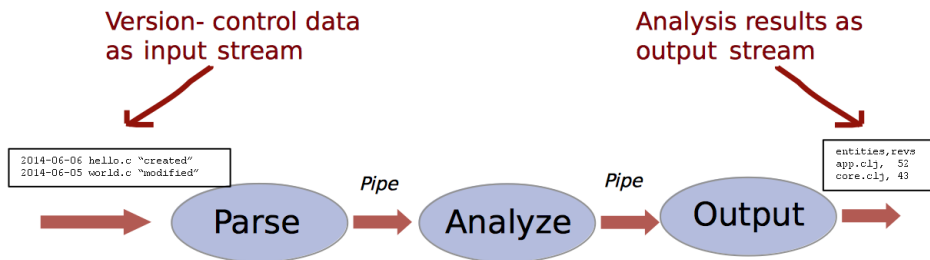 Version- control data
as input stream
Analysis results as
output stream
2014-06-06 hello.c “created”
2014-06-05 world.c “modified”
entities,revs
app.clj, 52
core.clj, 43
Pipe
Pipe
Parse
Analyze
Output